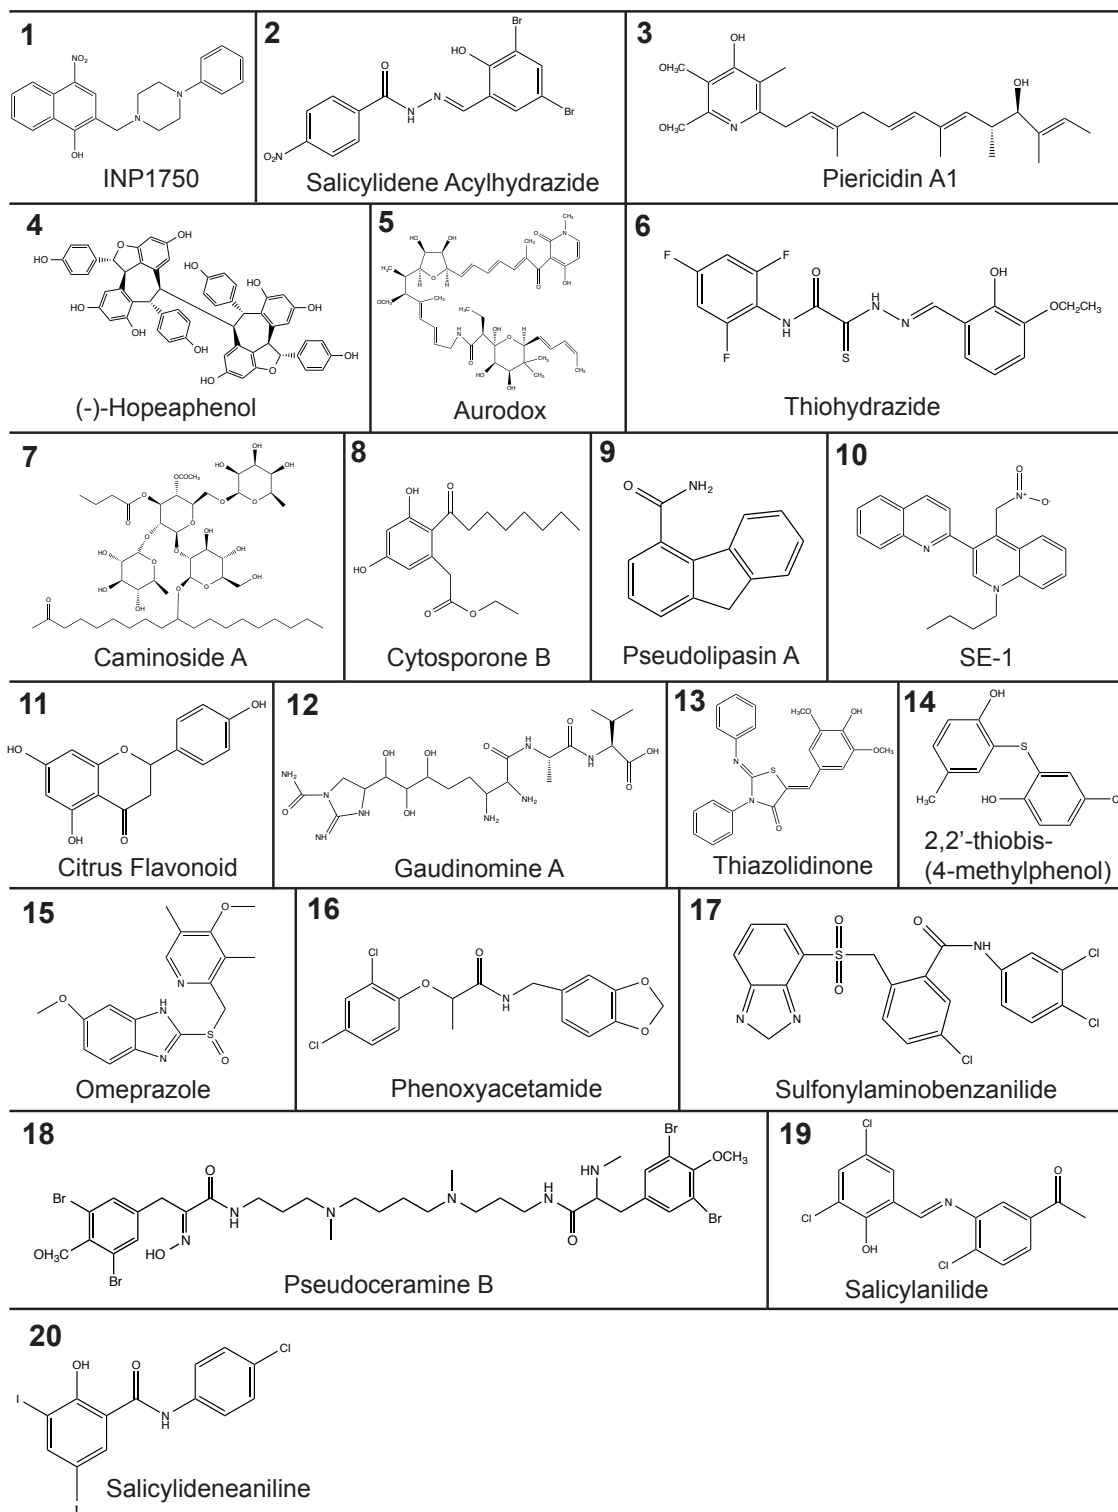 1
INP1750
2
Salicylidene Acylhydrazide
3
Piericidin A1
4
(-)-Hopeaphenol
5
Aurodox
6
Thiohydrazide
7
Caminoside A
8
Cytosporone B
9
Pseudolipasin A
10
SE-1
11
Citrus Flavonoid
12
Gaudinomine A
13
Thiazolidinone
14
2,2'-thiobis-
(4-methylphenol)
15
Omeprazole
16
Phenoxyacetamide
17
Sulfonylaminobenzanilide
18
Pseudoceramine B
19
Salicylanilide
20
Salicylideneaniline